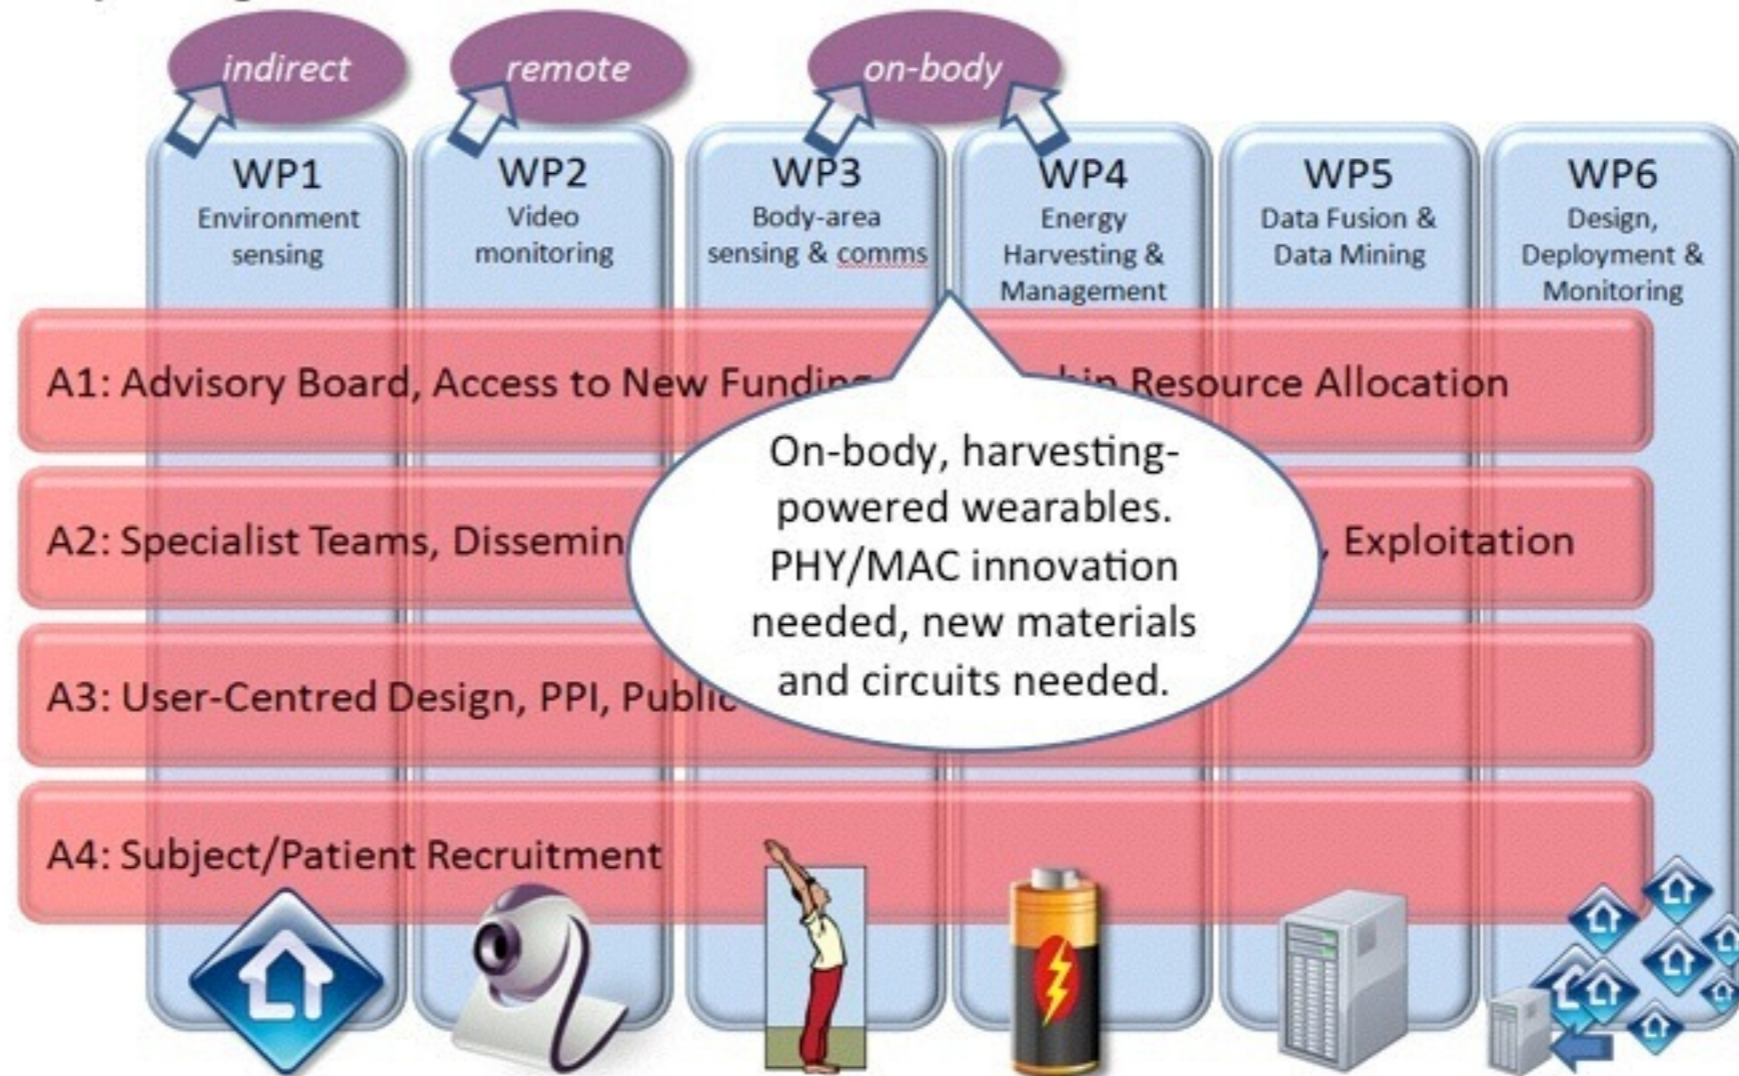 indirect
remote
on-body
WP1
Environment
sensing
WP2
Video
monitoring
WP3
Body-area
sensing & comms
WP4
Energy
Harvesting &
Management
WP5
Data Fusion &
Data Mining
WP6
Design,
Deployment &
Monitoring
A1: Advisory Board, Access to New Funding Resource Allocation
A2: Specialist Teams, , Exploitation
A3: User-Centred Design, PPI, Public
A4: Subject/Patient Recruitment
On-body, harvesting-
powered wearables.
PHY/MAC innovation
needed, new materials
and circuits needed.